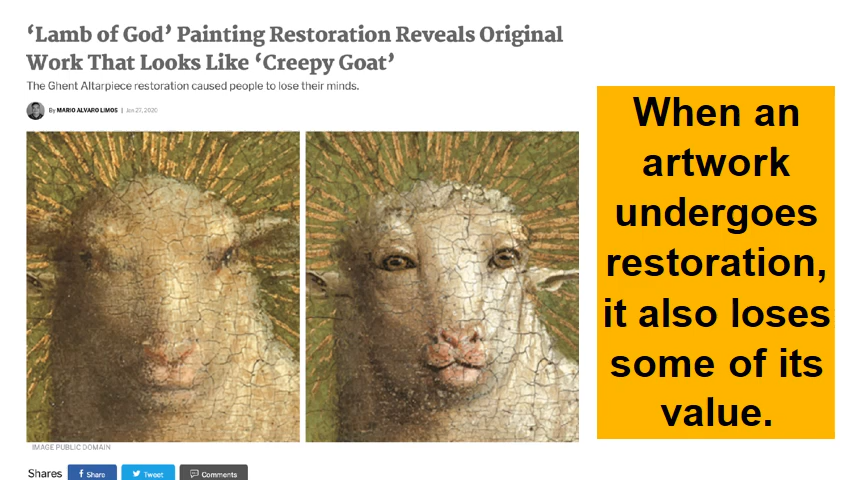 ‘Lamb of God’ Painting Restoration Reveals Original
Work That Looks Like ‘Creepy Goat’
The Ghent Altarpiece restoration caused people to lose their minds.
By MARIO ALVARO LIMOS | Jan 27, 2020
IMAGE PUBLIC DOMAIN
Shares
Share
Tweet
Comments
When an
artwork
undergoes
restoration,
it also loses
some of its
value.